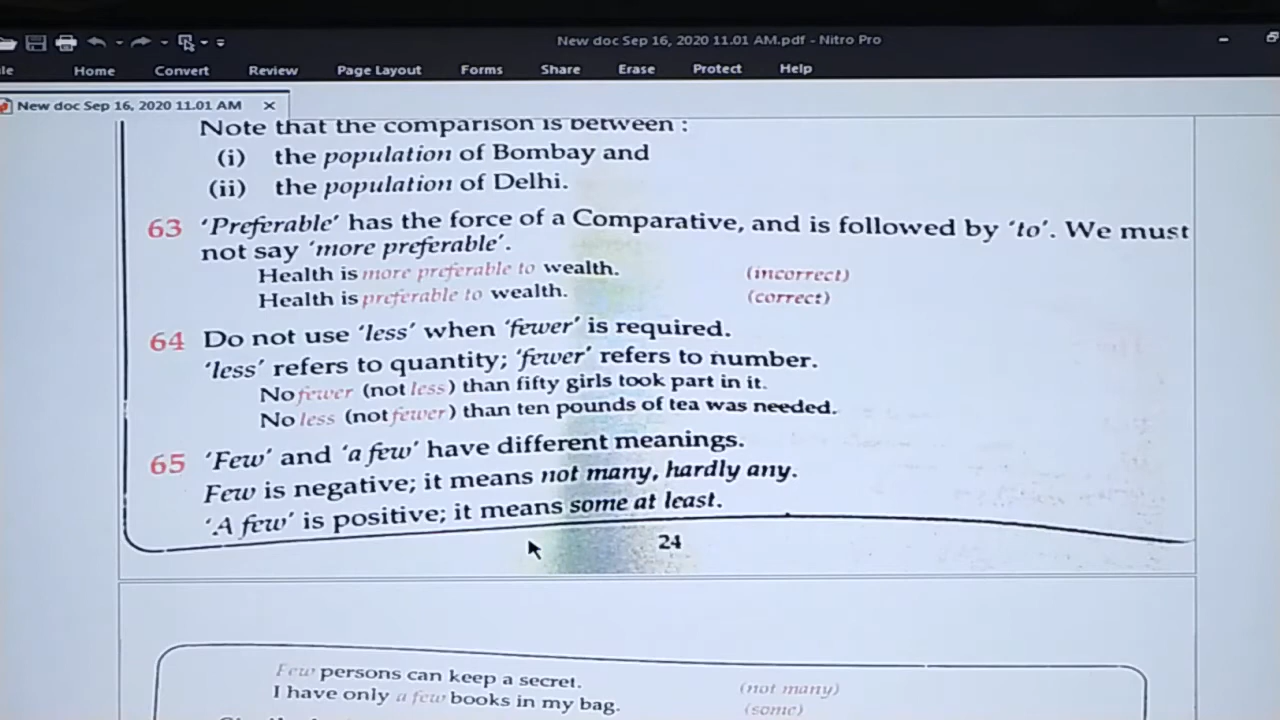 New doc Sep 16, 2020 11.01 AM.pdf - Nitro Pro
Home Convert Review Page Layout Forms Share Erase Protect Help
New doc Sep 16, 2020 11.01 AM ×
Note that the comparison is between :
(i) the population of Bombay and
(ii) the population of Delhi.
63 ‘Preferable’ has the force of a Comparative, and is followed by ‘to’. We must
not say ‘more preferable’.
Health is more preferable to wealth. (incorrect)
Health is preferable to wealth. (correct)
64 Do not use ‘less’ when ‘fewer’ is required.
‘less’ refers to quantity; ‘fewer’ refers to number.
No fewer (not less) than fifty girls took part in it.
No less (not fewer) than ten pounds of tea was needed.
65 ‘Few’ and ‘a few’ have different meanings.
Few is negative; it means not many, hardly any.
‘A few’ is positive; it means some at least.
24
Few persons can keep a secret. (not many)
I have only a few books in my bag. (some)